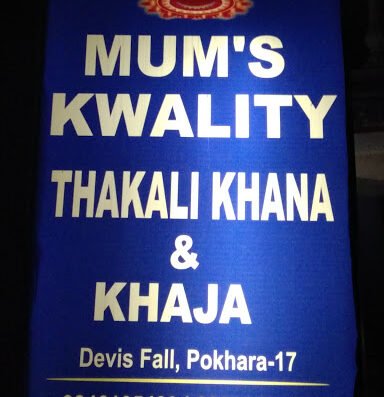 MUM'S
KWALITY
THAKALI KHANA
&
KHAJA
Devis Fall, Pokhara-17